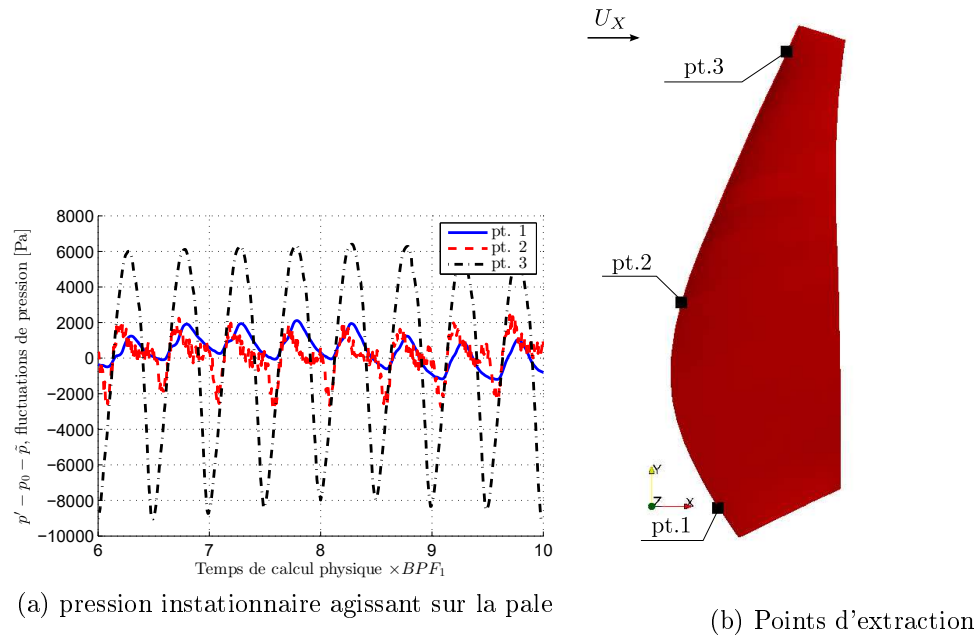 8000
6000
4000
2000
0
−2000
−4000
−6000
−8000
−10000
6
7
8
9
10
p′ − p0 − p̃, fluctuations de pression [Pa]
Temps de calcul physique ×BPF1
pt. 1
pt. 2
pt. 3
(a) pression instationnaire agissant sur la pale
UX
pt.3
pt.2
pt.1
Y
Z
X
(b) Points d'extraction